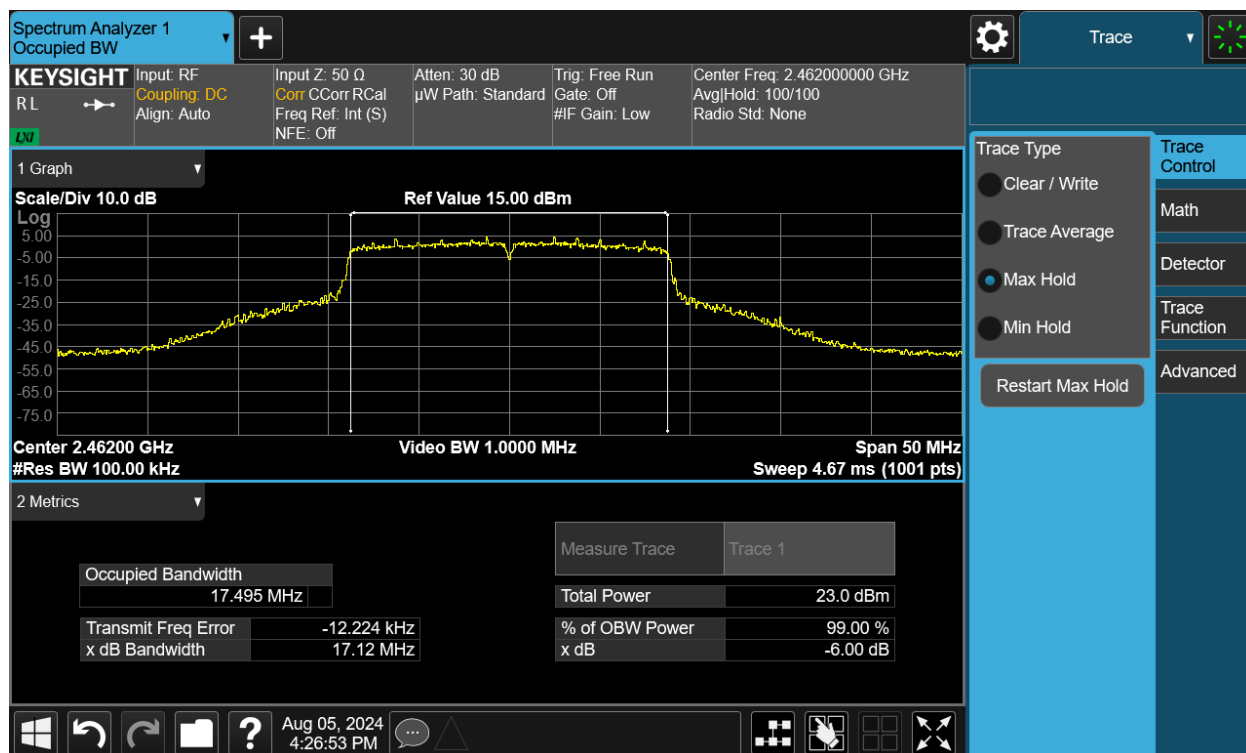 Spectrum Analyzer 1
Occupied BW
Trace
KEYSIGHT
R L
LXI
Input: RF
Coupling: DC
Align: Auto
Input Z: 50 Ω
Corr CCorr RCal
Freq Ref: Int (S)
NFE: Off
Atten: 30 dB
µW Path: Standard
Trig: Free Run
Gate: Off
#IF Gain: Low
Center Freq: 2.462000000 GHz
Avg|Hold: 100/100
Radio Std: None
1 Graph
Scale/Div 10.0 dB
Ref Value 15.00 dBm
Log
5.00
-5.00
-15.0
-25.0
-35.0
-45.0
-55.0
-65.0
-75.0
Center 2.46200 GHz
Video BW 1.0000 MHz
Span 50 MHz
#Res BW 100.00 kHz
Sweep 4.67 ms (1001 pts)
2 Metrics
Measure Trace
Trace 1
Occupied Bandwidth
17.495 MHz
Total Power
23.0 dBm
Transmit Freq Error
-12.224 kHz
% of OBW Power
99.00 %
x dB Bandwidth
17.12 MHz
x dB
-6.00 dB
Trace Type
Clear / Write
Trace Average
Max Hold
Min Hold
Restart Max Hold
Trace
Control
Math
Detector
Trace
Function
Advanced
?
Aug 05, 2024
4:26:53 PM